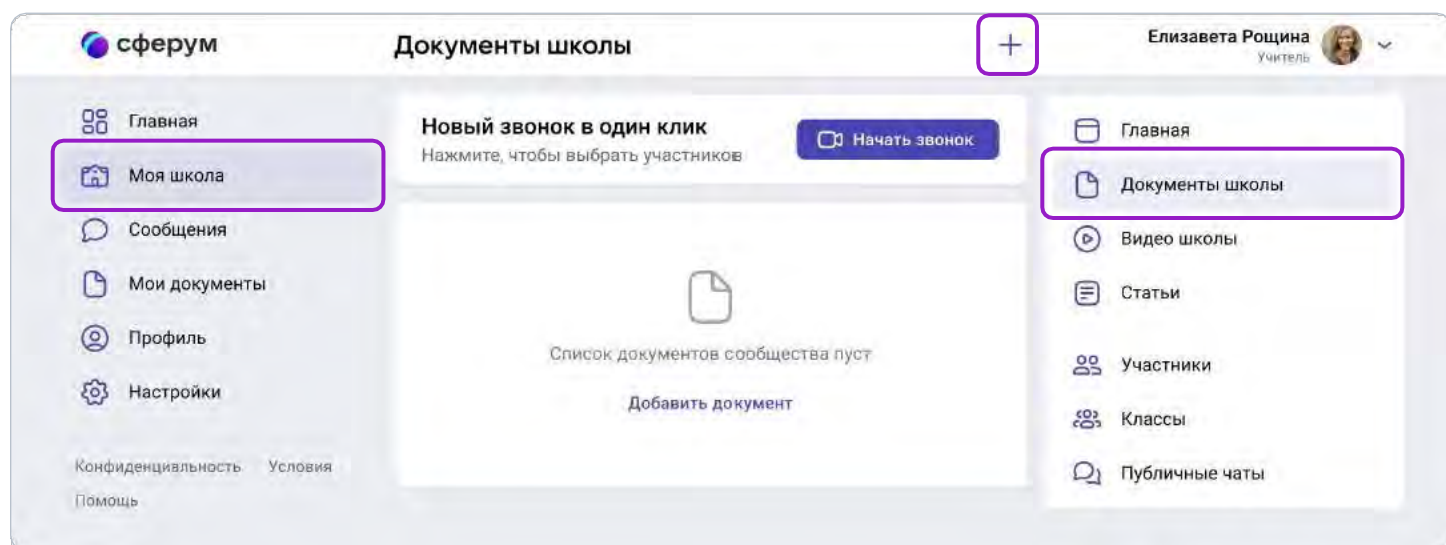 сферум
Документы школы
Елизавета Рощина
Учитель
Главная
Моя школа
Сообщения
Мои документы
Профиль
Настройки
Конфиденциальность Условия
Помощь
Новый звонок в один клик
Нажмите, чтобы выбрать участников
Начать звонок
Список документов сообщества пуст
Добавить документ
Главная
Документы школы
Видео школы
Статьи
Участники
Классы
Публичные чаты